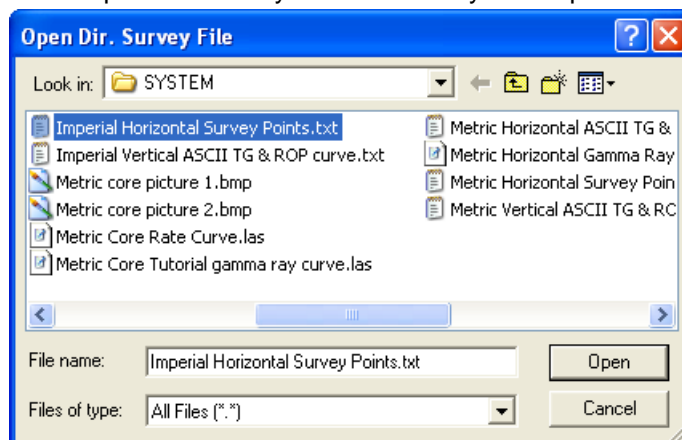 Open Dir. Survey File
Look in: SYSTEM
Imperial Horizontal Survey Points.txt
Imperial Vertical ASCII TG & ROP curve.txt
Metric core picture 1.bmp
Metric core picture 2.bmp
Metric Core Rate Curve.las
Metric Core Tutorial gamma ray curve.las
Metric Horizontal ASCII TG &
Metric Horizontal Gamma Ray
Metric Horizontal Survey Poin
Metric Vertical ASCII TG & RC
File name: Imperial Horizontal Survey Points.txt Open
Files of type: All Files (*.*) Cancel